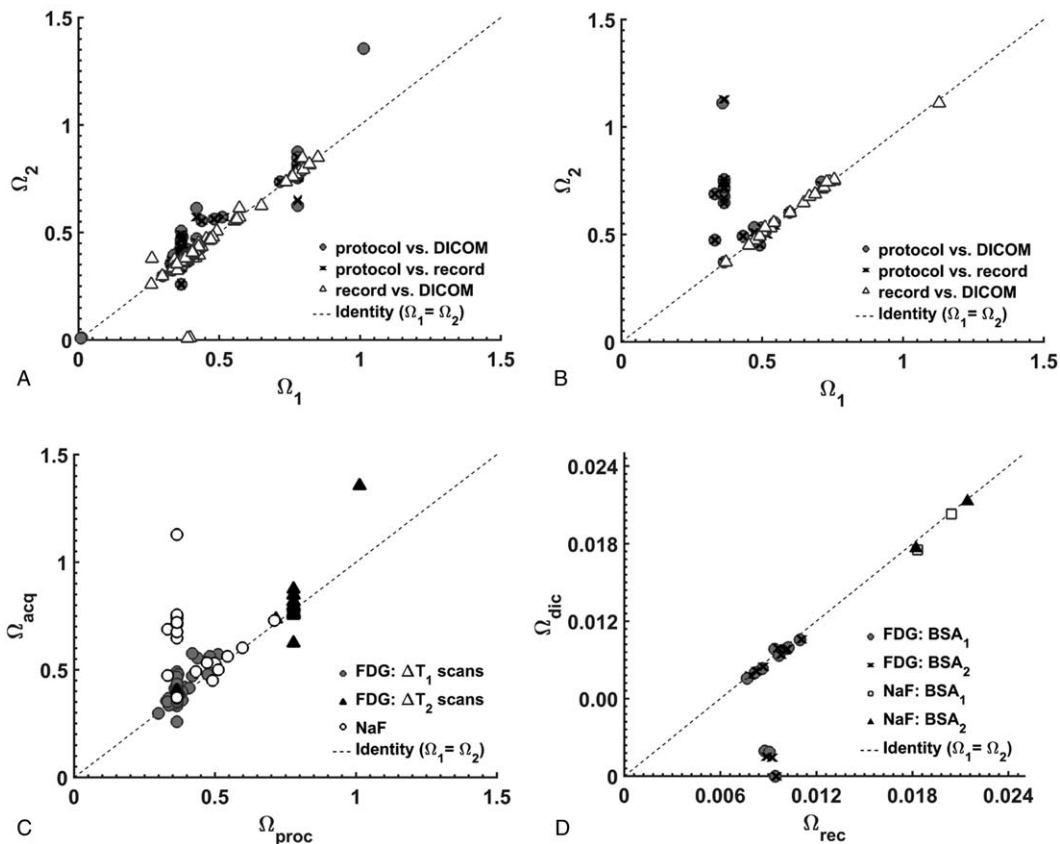 1.5
1
Ω2
0.5
0
0 0.5 1 1.5
Ω1
protocol vs. DICOM
protocol vs. record
record vs. DICOM
Identity (Ω1= Ω2)
A
1.5
1
Ω2
0.5
0
0 0.5 1 1.5
Ω1
protocol vs. DICOM
protocol vs. record
record vs. DICOM
Identity (Ω1= Ω2)
B
1.5
1
Ωacq
0.5
0
0 0.5 1 1.5
Ωproc
FDG: ΔT1 scans
FDG: ΔT2 scans
NaF
Identity (Ω1= Ω2)
C
0.024
0.018
Ωdic
0.00
0
0 0.006 0.012 0.018 0.024
Ωrec
FDG: BSA1
FDG: BSA2
NaF: BSA1
NaF: BSA2
Identity (Ω1= Ω2)
D